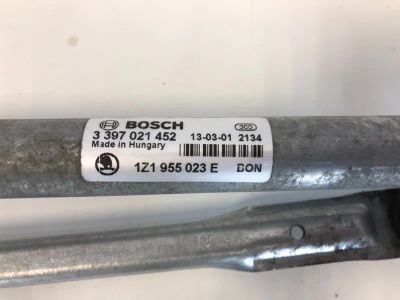 BOSCH
3 397 021 452 13-03-01 2134
Made in Hungary
1Z1 955 023 E BON